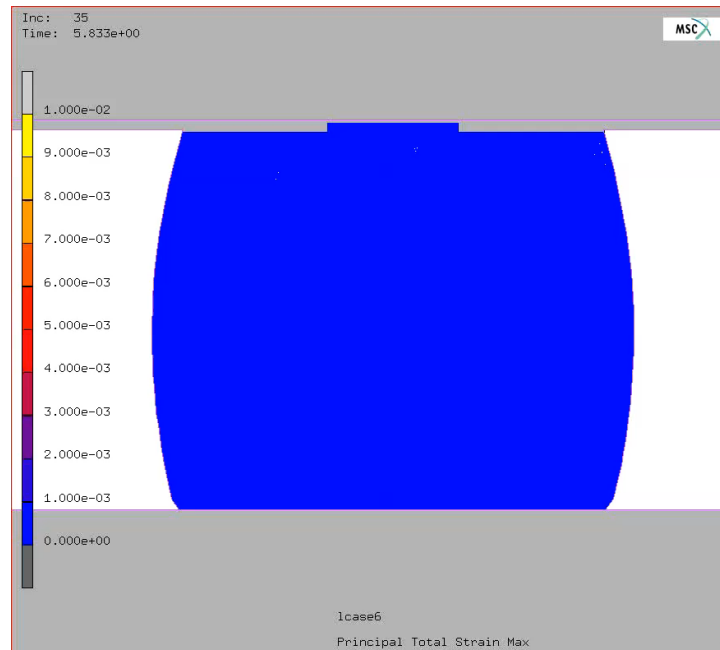 Inc: 35
Time: 5.833e+00
MSC
1.000e-02
9.000e-03
8.000e-03
7.000e-03
6.000e-03
5.000e-03
4.000e-03
3.000e-03
2.000e-03
1.000e-03
0.000e+00
lcase6
Principal Total Strain Max